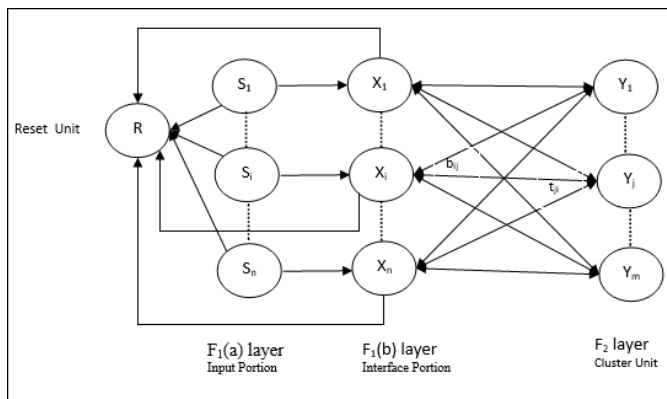 S1
X1
Y1
Reset Unit
R
bij
Si
Xi
tji
Yj
Sn
Xn
Ym
F1(a) layer
Input Portion
F1(b) layer
Interface Portion
F2 layer
Cluster Unit